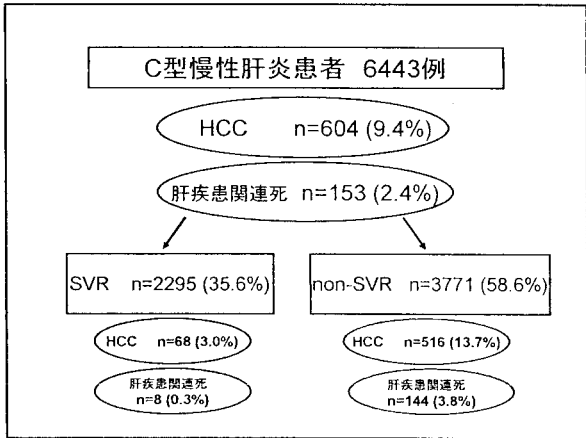 C型慢性肝炎患者 6443例
HCC n=604 (9.4%)
肝疾患関連死 n=153 (2.4%)
SVR n=2295 (35.6%)
non-SVR n=3771 (58.6%)
HCC n=68 (3.0%)
HCC n=516 (13.7%)
肝疾患関連死
n=8 (0.3%)
肝疾患関連死
n=144 (3.8%)